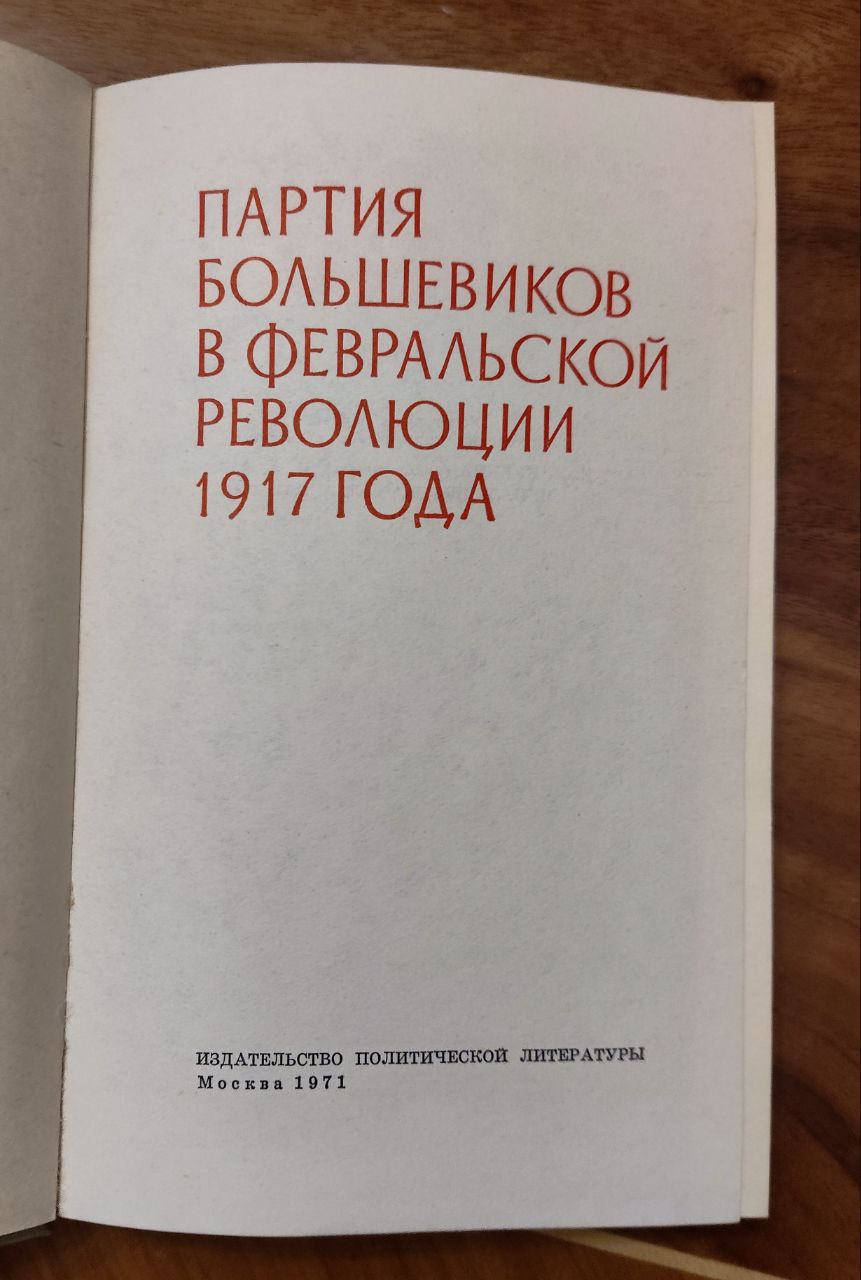 ПАРТИЯ
БОЛЬШЕВИКОВ
В ФЕВРАЛЬСКОЙ
РЕВОЛЮЦИИ
1917 ГОДА
ИЗДАТЕЛЬСТВО ПОЛИТИЧЕСКОЙ ЛИТЕРАТУРЫ
Москва 1971